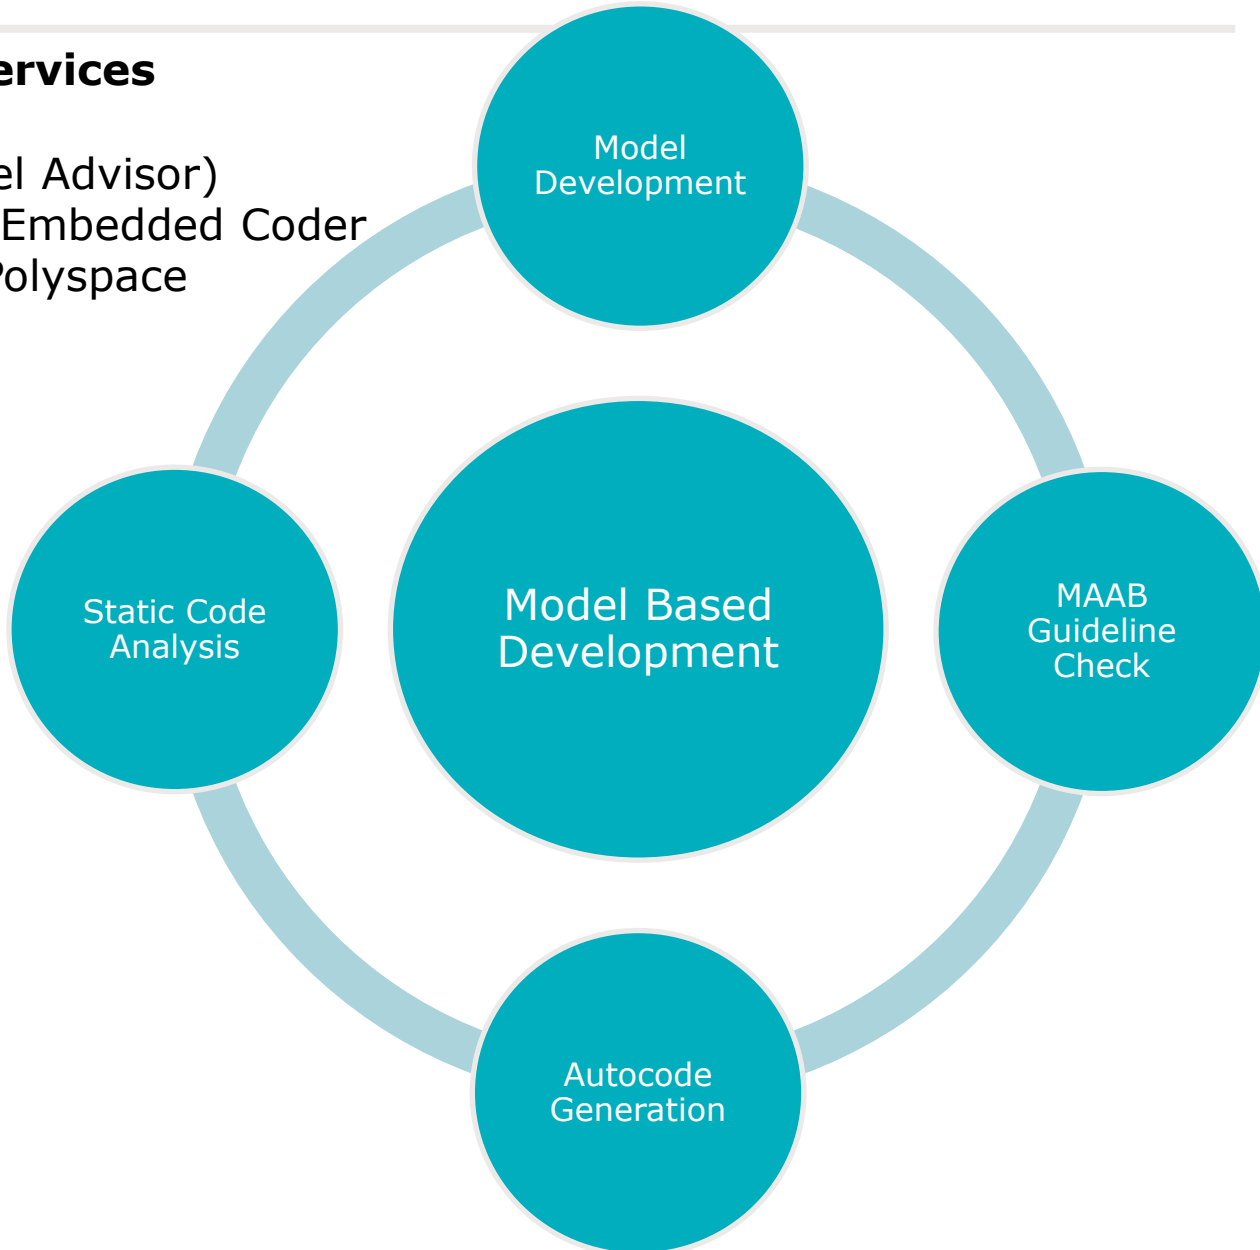 ervices
el Advisor)
Embedded Coder
Polyspace
Model
Development
MAAB
Guideline
Check
Static Code
Analysis
Model Based
Development
Autocode
Generation